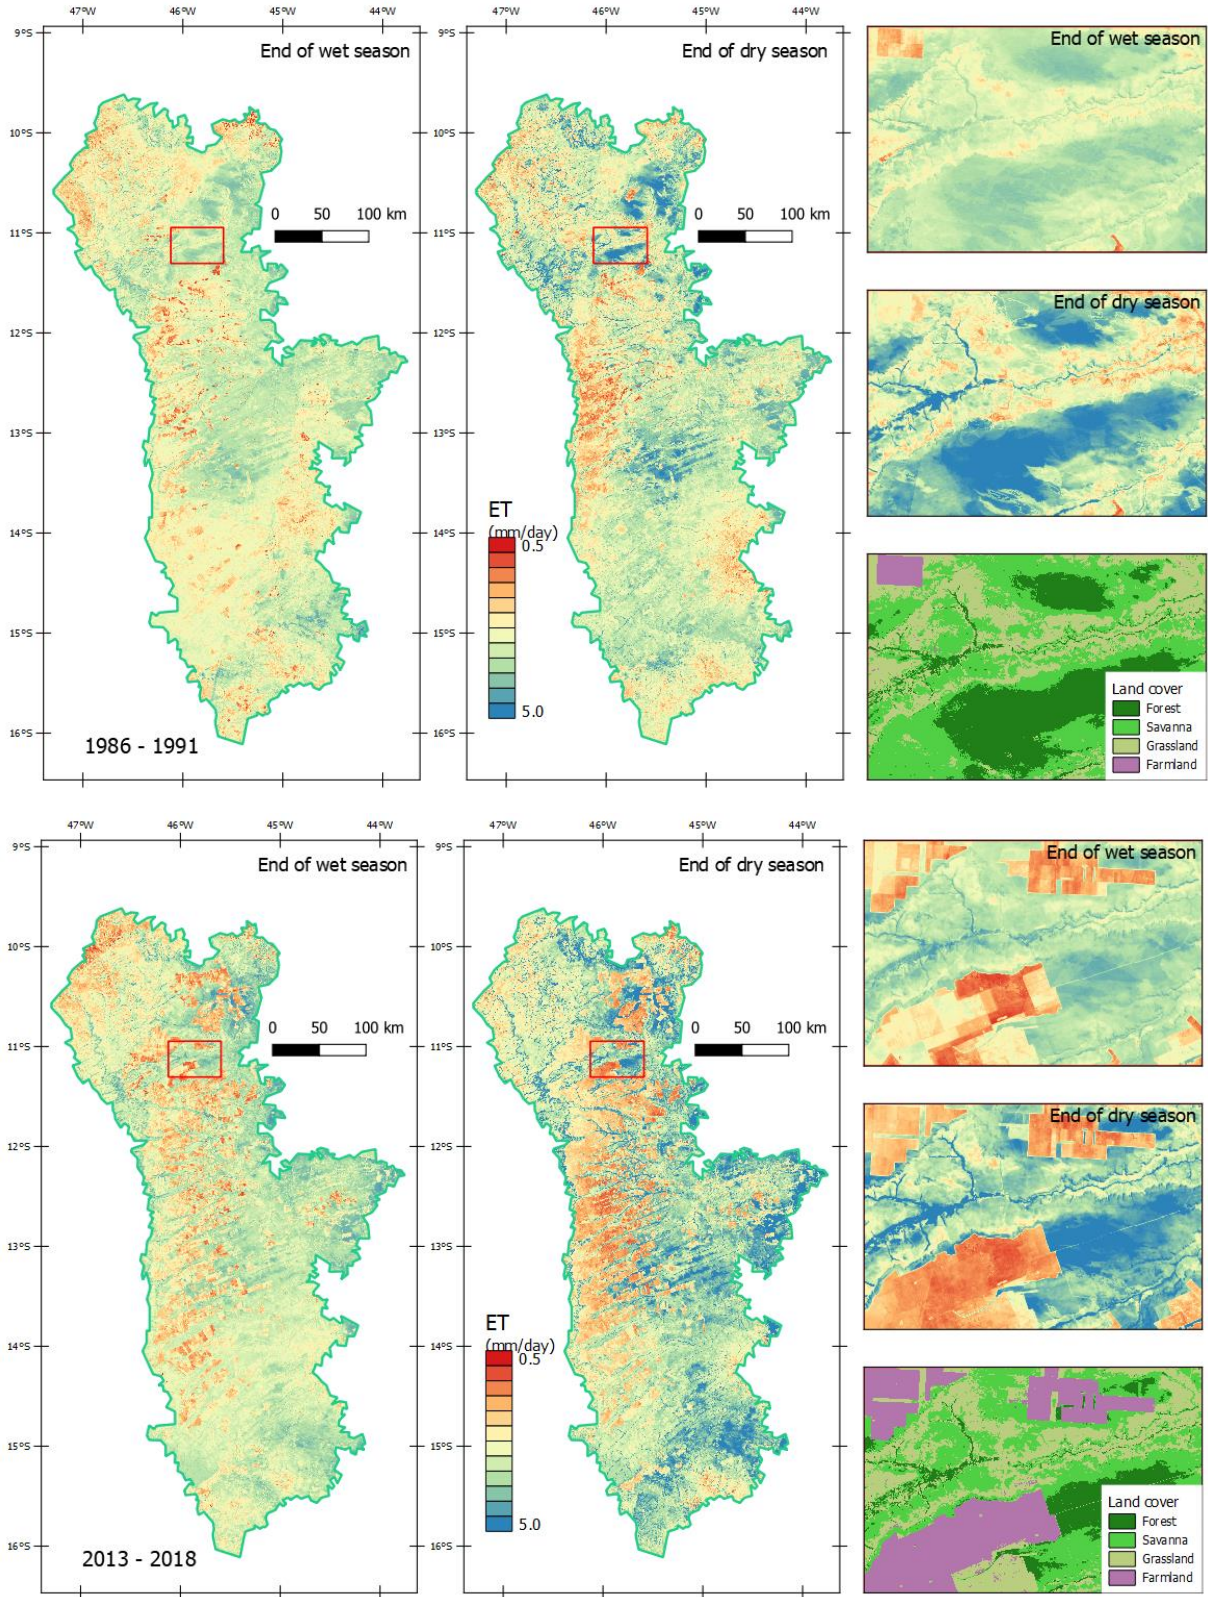 47°W 46°W 45°W 44°W
47°W 46°W 45°W 44°W
9°S
End of wet season
9°S
End of dry season
End of wet season
10°S
10°S
11°S
0 50 100 km
11°S
0 50 100 km
End of dry season
12°S
12°S
13°S
13°S
ET
(mm/day)
0.5
5.0
14°S
14°S
15°S
15°S
Land cover
Forest
Savanna
Grassland
Farmland
16°S
1986 - 1991
16°S
47°W 46°W 45°W 44°W
47°W 46°W 45°W 44°W
9°S
End of wet season
9°S
End of dry season
End of wet season
10°S
10°S
11°S
0 50 100 km
11°S
0 50 100 km
End of dry season
12°S
12°S
13°S
13°S
ET
(mm/day)
0.5
5.0
14°S
14°S
15°S
15°S
Land cover
Forest
Savanna
Grassland
Farmland
16°S
2013 - 2018
16°S